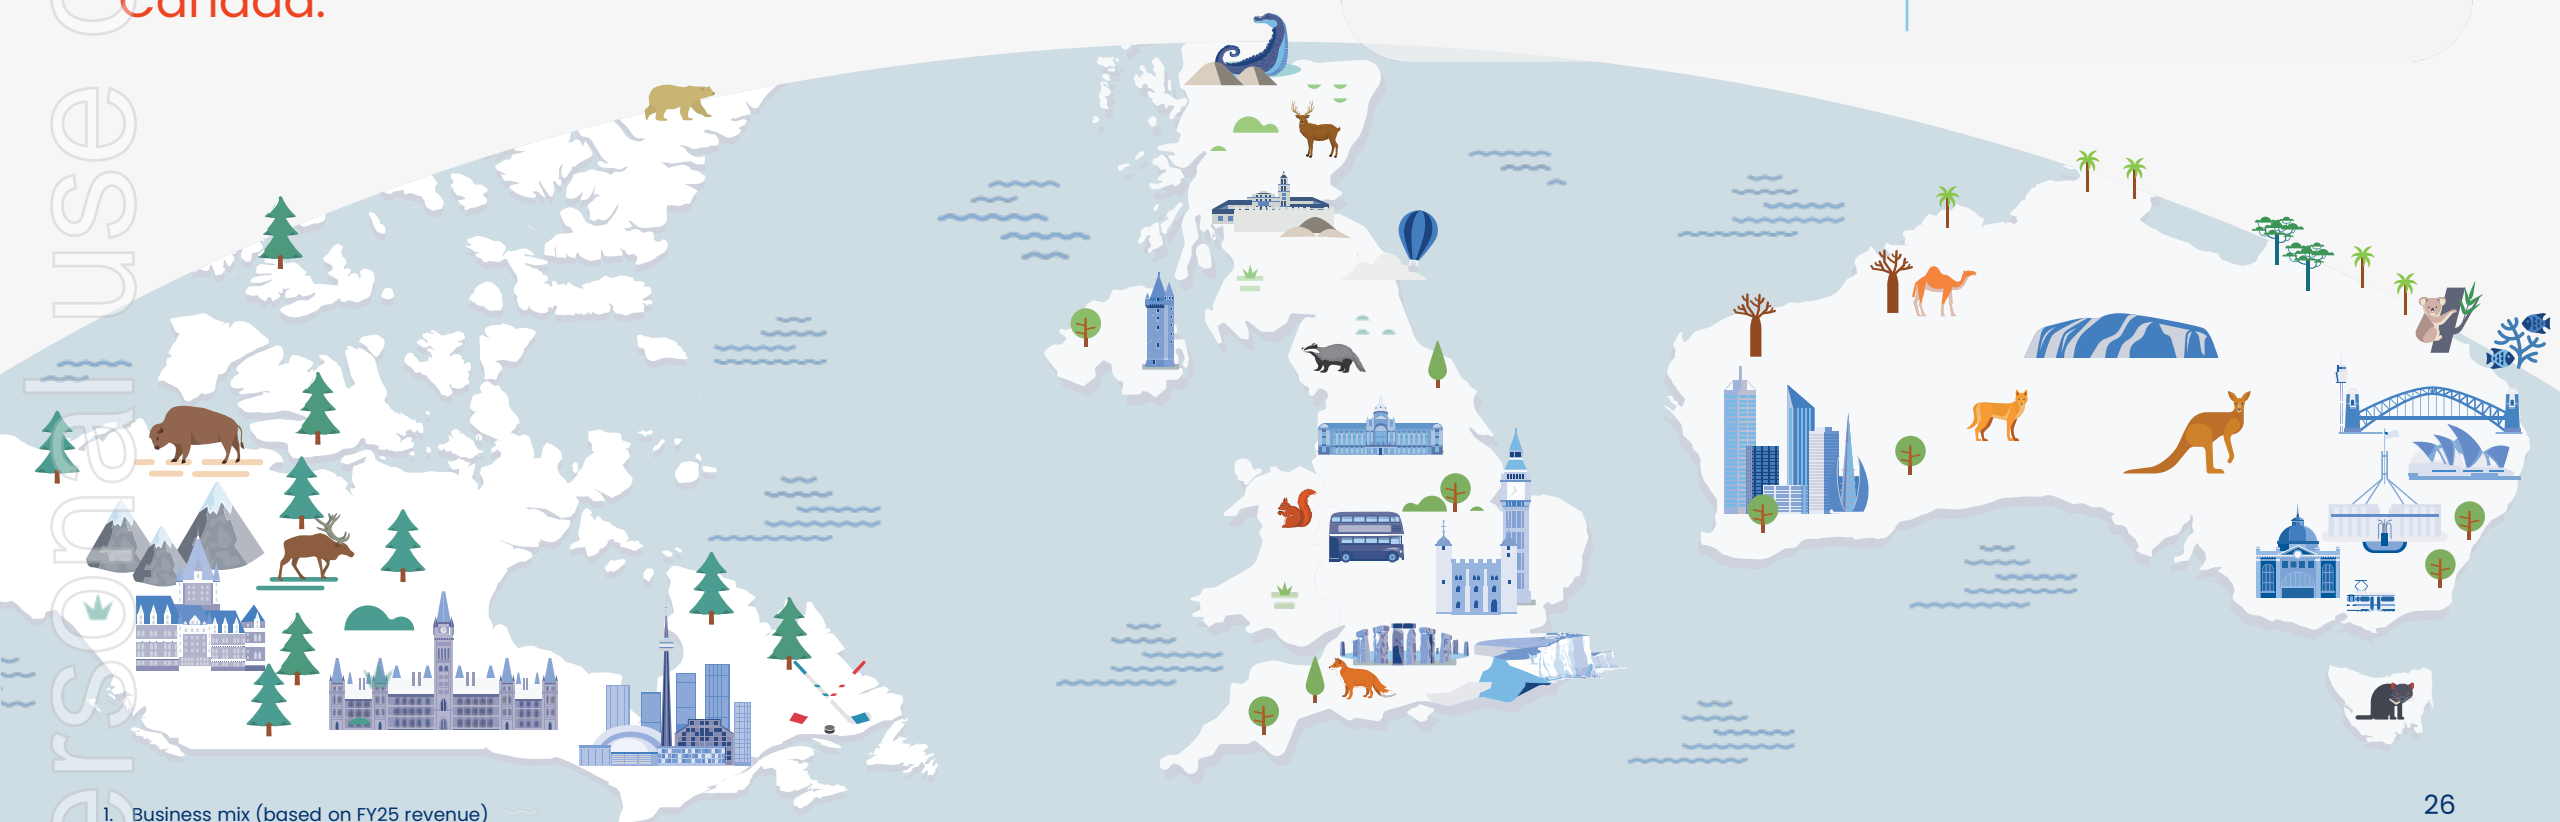 Canada.
ersonal use o
1. Business mix (based on FY25 revenue)
26